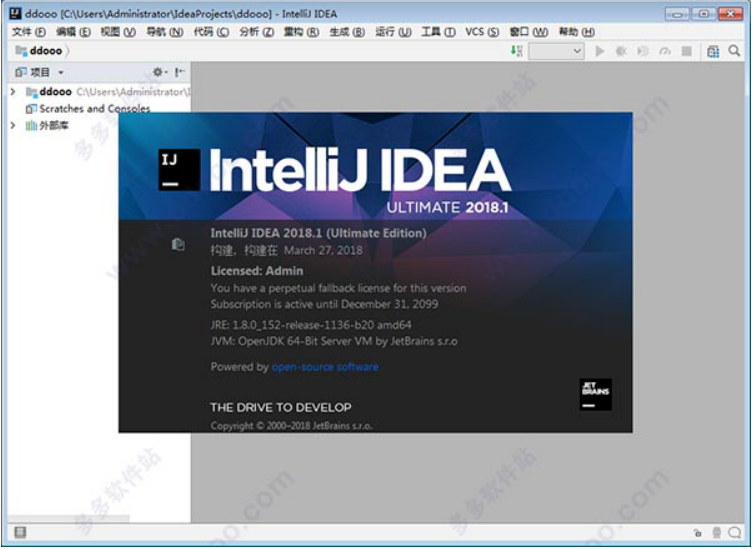 ddooo [C:\Users\Administrator\IdeaProjects\ddooo] - IntelliJ IDEA
文件(F) 编辑(E) 视图(V) 导航(N) 代码(C) 分析(Z) 重构(R) 生成(B) 运行(U) 工具(T) VCS(S) 窗口(W) 帮助(H)
ddooo
项目
ddooo C:\Users\Administrator\I
Scratches and Consoles
外部库
IJ
IntelliJ IDEA
ULTIMATE 2018.1
IntelliJ IDEA 2018.1 (Ultimate Edition)
构建, 构建在 March 27, 2018
Licensed: Admin
You have a perpetual fallback license for this version
Subscription is active until December 31, 2099
JRE: 1.8.0_152-release-1136-b20 amd64
JVM: OpenJDK 64-Bit Server VM by JetBrains s.r.o
Powered by open-source software
JET
BRAINS
THE DRIVE TO DEVELOP
Copyright © 2000–2018 JetBrains s.r.o.
多多软件站